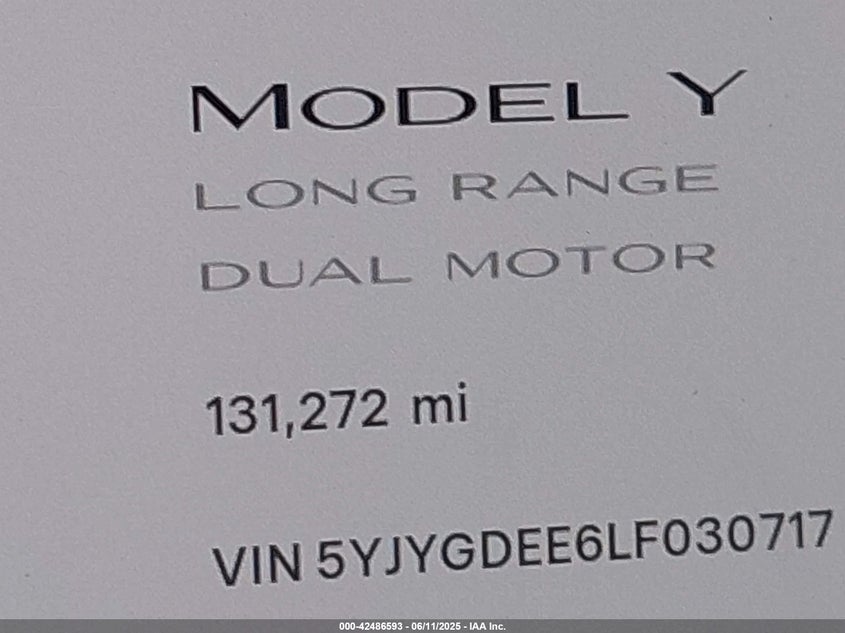 MODEL Y
LONG RANGE
DUAL MOTOR
131,272 mi
VIN 5YJYGDEE6LF030717
000-42486593 - 06/11/2025 - IAA Inc.